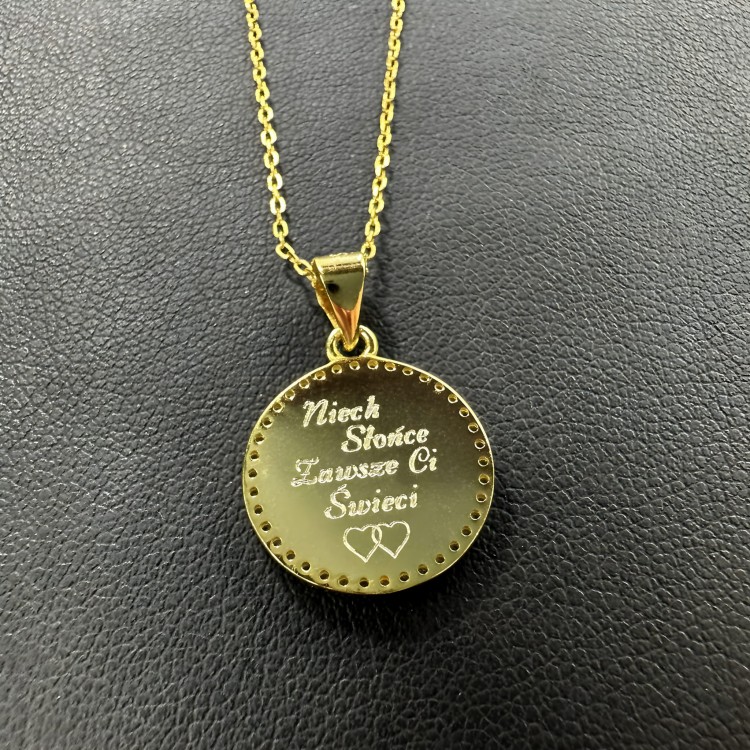 Niech
Słońce
Zawsze Ci
Świeci